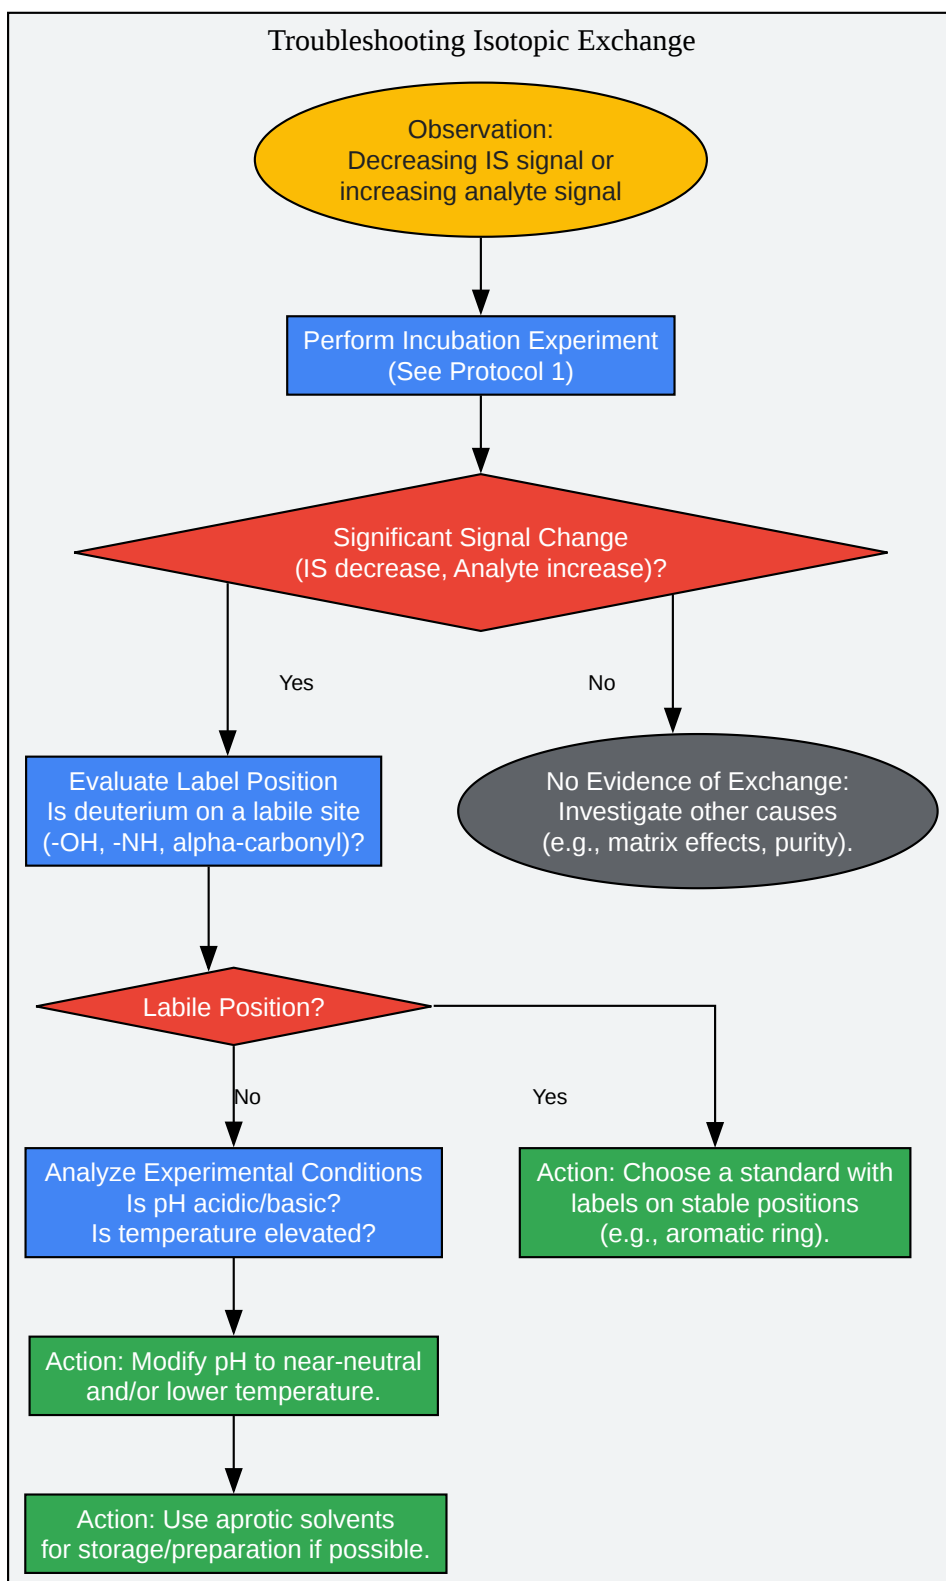 Troubleshooting Isotopic Exchange
Observation:
Decreasing IS signal or
increasing analyte signal
Perform Incubation Experiment
(See Protocol 1)
Significant Signal Change
(IS decrease, Analyte increase)?
Yes
No
Evaluate Label Position
Is deuterium on a labile site
(-OH, -NH, alpha-carbonyl)?
No Evidence of Exchange:
Investigate other causes
(e.g., matrix effects, purity).
Labile Position?
No
Yes
Analyze Experimental Conditions
Is pH acidic/basic?
Is temperature elevated?
Action: Choose a standard with
labels on stable positions
(e.g., aromatic ring).
Action: Modify pH to near-neutral
and/or lower temperature.
Action: Use aprotic solvents
for storage/preparation if possible.